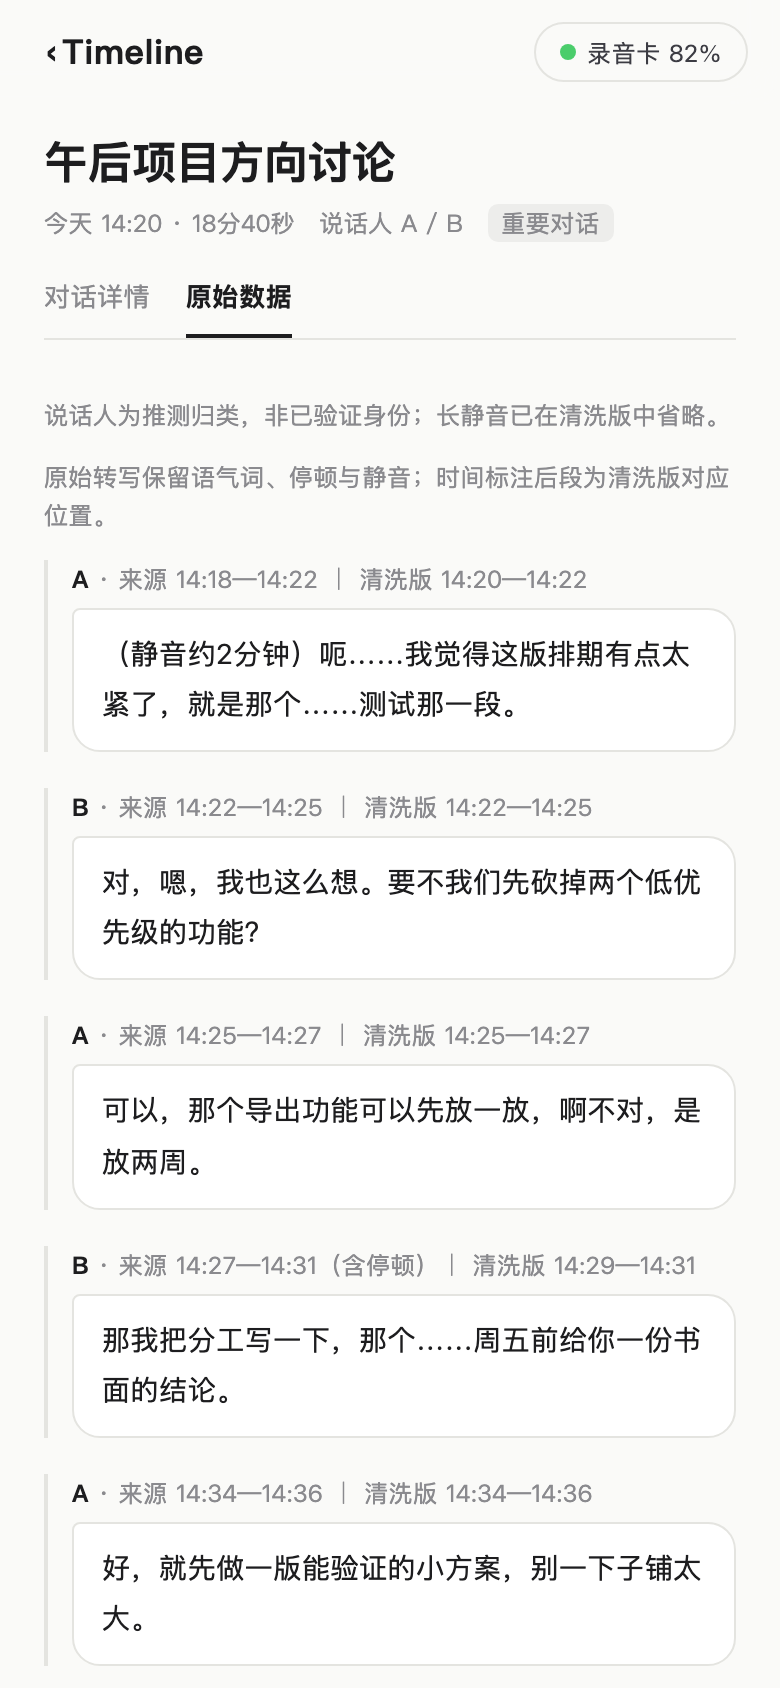 ‹ Timeline
录音卡 82%
午后项目方向讨论
今天 14:20 · 18分40秒 说话人 A / B 重要对话
对话详情 原始数据
说话人为推测归类，非已验证身份；长静音已在清洗版中省略。
原始转写保留语气词、停顿与静音；时间标注后段为清洗版对应
位置。
A · 来源 14:18—14:22 ｜ 清洗版 14:20—14:22
（静音约2分钟）呃……我觉得这版排期有点太
紧了，就是那个……测试那一段。
B · 来源 14:22—14:25 ｜ 清洗版 14:22—14:25
对，嗯，我也这么想。要不我们先砍掉两个低优
先级的功能?
A · 来源 14:25—14:27 ｜ 清洗版 14:25—14:27
可以，那个导出功能可以先放一放，啊不对，是
放两周。
B · 来源 14:27—14:31（含停顿）｜ 清洗版 14:29—14:31
那我把分工写一下，那个……周五前给你一份书
面的结论。
A · 来源 14:34—14:36 ｜ 清洗版 14:34—14:36
好，就先做一版能验证的小方案，别一下子铺太
大。